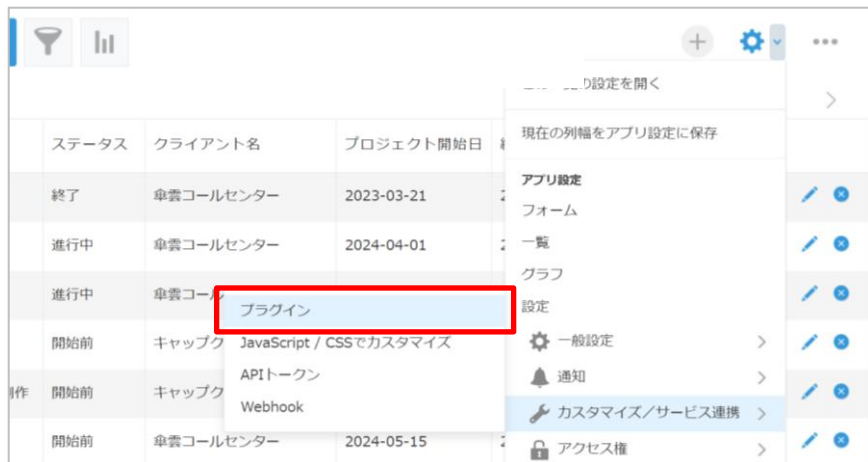 設定を開く
ステータス クライアント名 プロジェクト開始日
現在の列幅をアプリ設定に保存
終了 傘雲コールセンター 2023-03-21
進行中 傘雲コールセンター 2024-04-01
進行中 傘雲コール
開始前 キャップク
作 開始前 キャップク
開始前 傘雲コールセンター 2024-05-15
アプリ設定
フォーム
一覧
グラフ
設定
一般設定
通知
カスタマイズ/サービス連携
アクセス権
プラグイン
JavaScript / CSSでカスタマイズ
APIトークン
Webhook